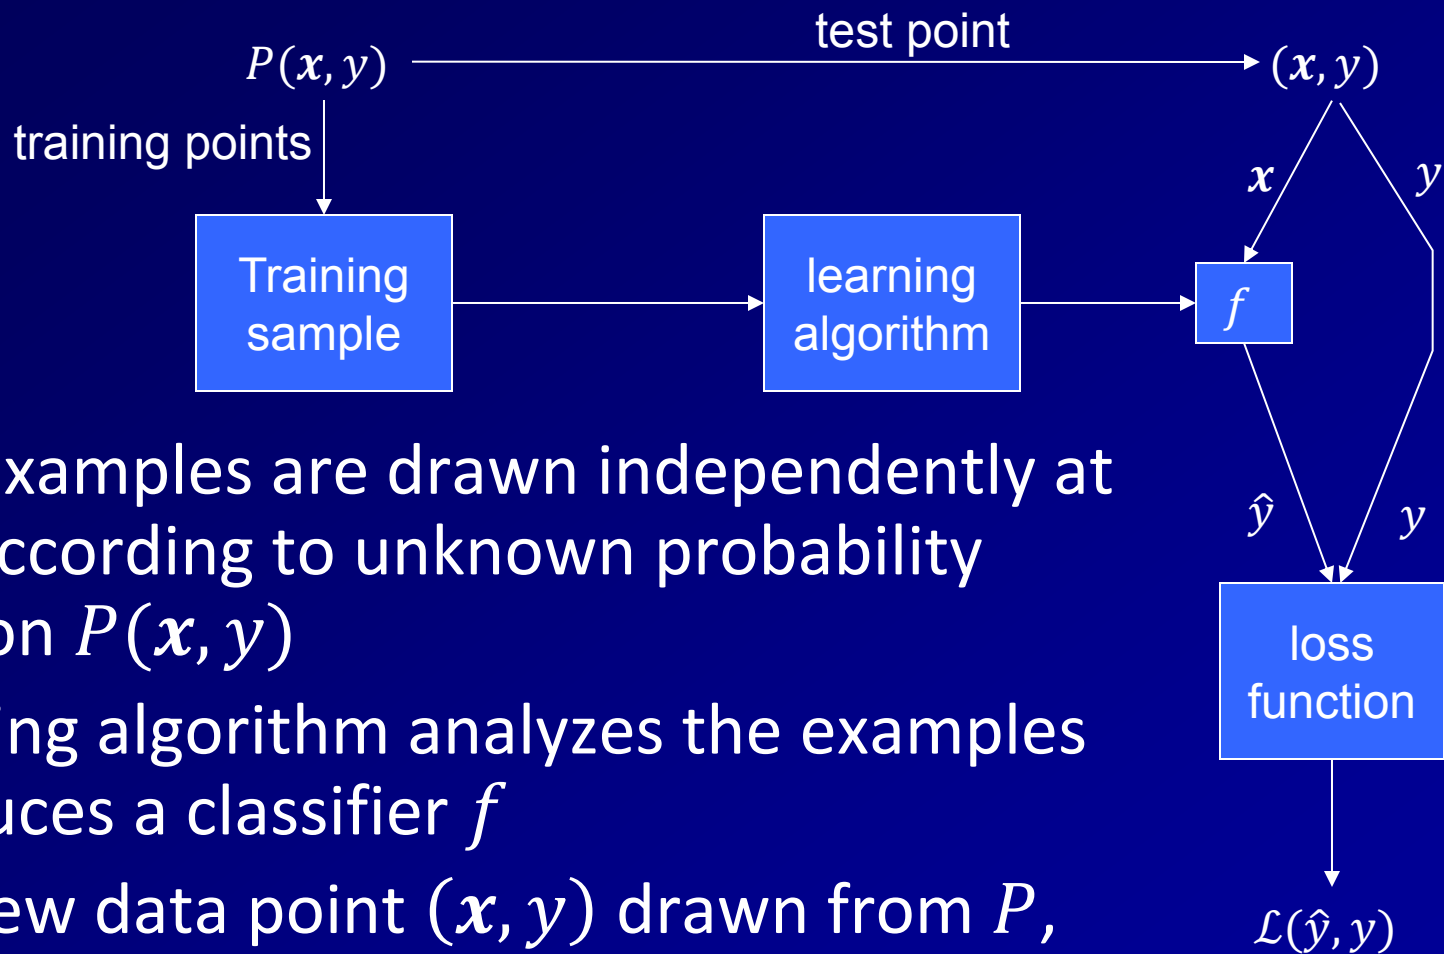 test point
P(x, y)
(x, y)
training points
x
y
Training
sample
learning
algorithm
f
xamples are drawn independently at
ccording to unknown probability
on P(x, y)
ing algorithm analyzes the examples
uces a classifier f
ew data point (x, y) drawn from P,
ŷ
y
loss
function
ℒ(ŷ, y)